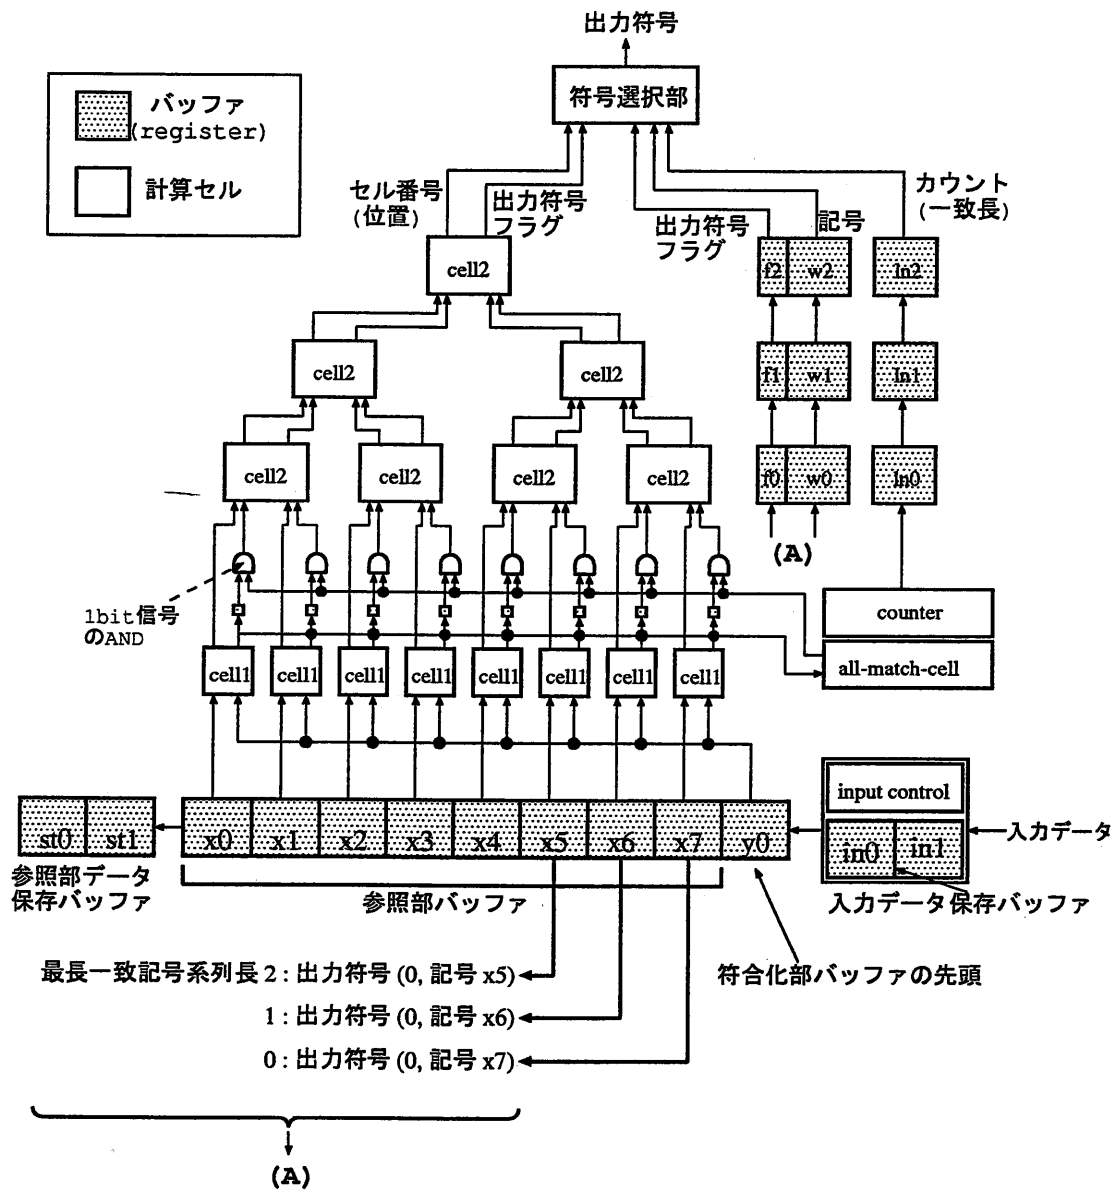 出力符号
符号選択部
バッファ
(register)
計算セル
セル番号
(位置)
出力符号
フラグ
出力符号
フラグ
記号
カウント
(一致長)
cell2
f2
w2
ln2
cell2
cell2
f1
w1
ln1
cell2
cell2
cell2
cell2
f0
w0
ln0
(A)
1bit信号
のAND
counter
all-match-cell
cell1
cell1
cell1
cell1
cell1
cell1
cell1
cell1
input control
st0
st1
x0
x1
x2
x3
x4
x5
x6
x7
y0
in0
in1
入力データ
参照部データ
保存バッファ
参照部バッファ
入力データ保存バッファ
符合化部バッファの先頭
最長一致記号系列長 2 : 出力符号 (0, 記号 x5)
1 : 出力符号 (0, 記号 x6)
0 : 出力符号 (0, 記号 x7)
(A)